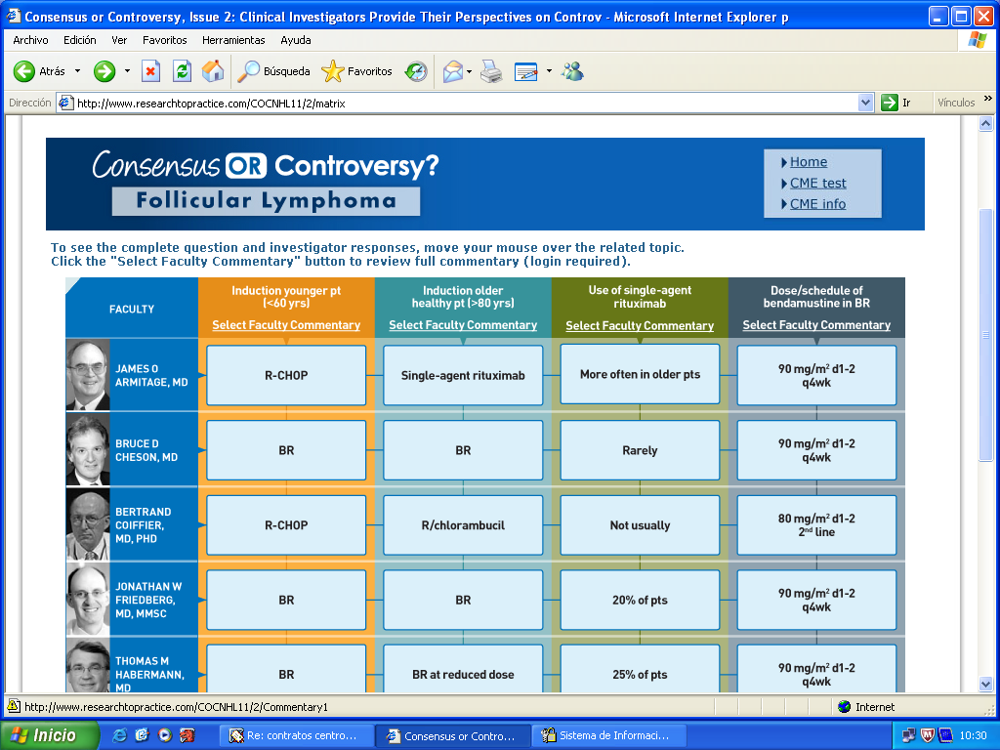 Consensus or Controversy, Issue 2: Clinical Investigators Provide Their Perspectives on Controv - Microsoft Internet Explorer p
Archivo Edición Ver Favoritos Herramientas Ayuda
Atrás Búsqueda Favoritos
Dirección http://www.researchtopractice.com/COCNHL11/2/matrix Ir Vínculos »
Consensus OR Controversy?
Follicular Lymphoma
Home
CME test
CME info
To see the complete question and investigator responses, move your mouse over the related topic.
Click the "Select Faculty Commentary" button to review full commentary (login required).
FACULTY
Induction younger pt
(<60 yrs)
Select Faculty Commentary
Induction older
healthy pt (>80 yrs)
Select Faculty Commentary
Use of single-agent
rituximab
Select Faculty Commentary
Dose/schedule of
bendamustine in BR
Select Faculty Commentary
JAMES O
ARMITAGE, MD
R-CHOP
Single-agent rituximab
More often in older pts
90 mg/m² d1-2
q4wk
BRUCE D
CHESON, MD
BR
BR
Rarely
90 mg/m² d1-2
q4wk
BERTRAND
COIFFIER,
MD, PHD
R-CHOP
R/chlorambucil
Not usually
80 mg/m² d1-2
2nd line
JONATHAN W
FRIEDBERG,
MD, MMSC
BR
BR
20% of pts
90 mg/m² d1-2
q4wk
THOMAS M
HABERMANN,
MD
BR
BR at reduced dose
25% of pts
90 mg/m² d1-2
q4wk
http://www.researchtopractice.com/COCNHL11/2/Commentary1 Internet
Inicio Re: contratos centro... Consensus or Contro... Sistema de Informaci... 10:30